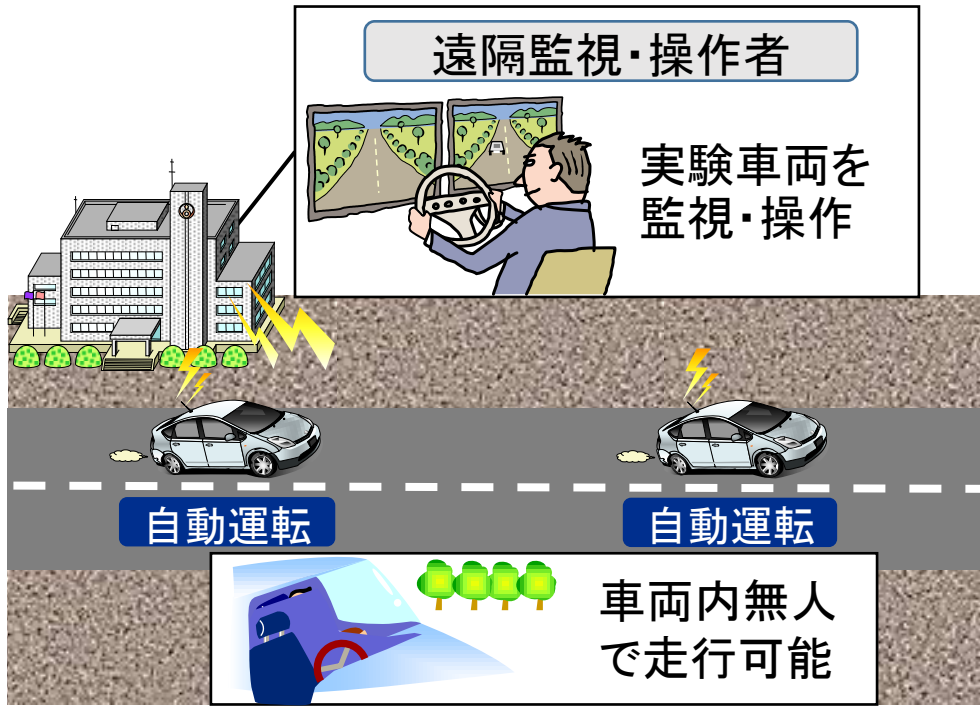 遠隔監視・操作者
実験車両を
監視・操作
自動運転
自動運転
車両内無人
で走行可能